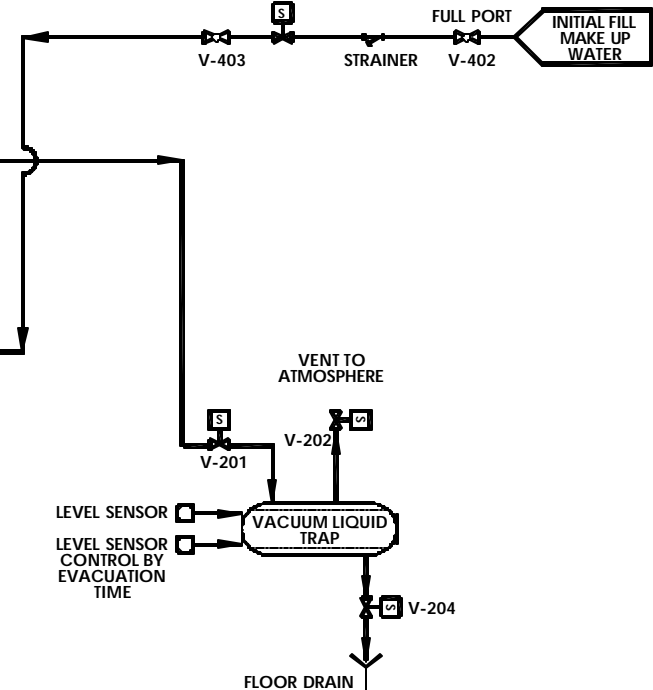 S
FULL PORT
INITIAL FILL
MAKE UP
WATER
V-403
STRAINER
V-402
VENT TO
ATMOSPHERE
S
V-202
S
V-201
LEVEL SENSOR
VACUUM LIQUID
TRAP
LEVEL SENSOR
CONTROL BY
EVACUATION
TIME
S
V-204
FLOOR DRAIN